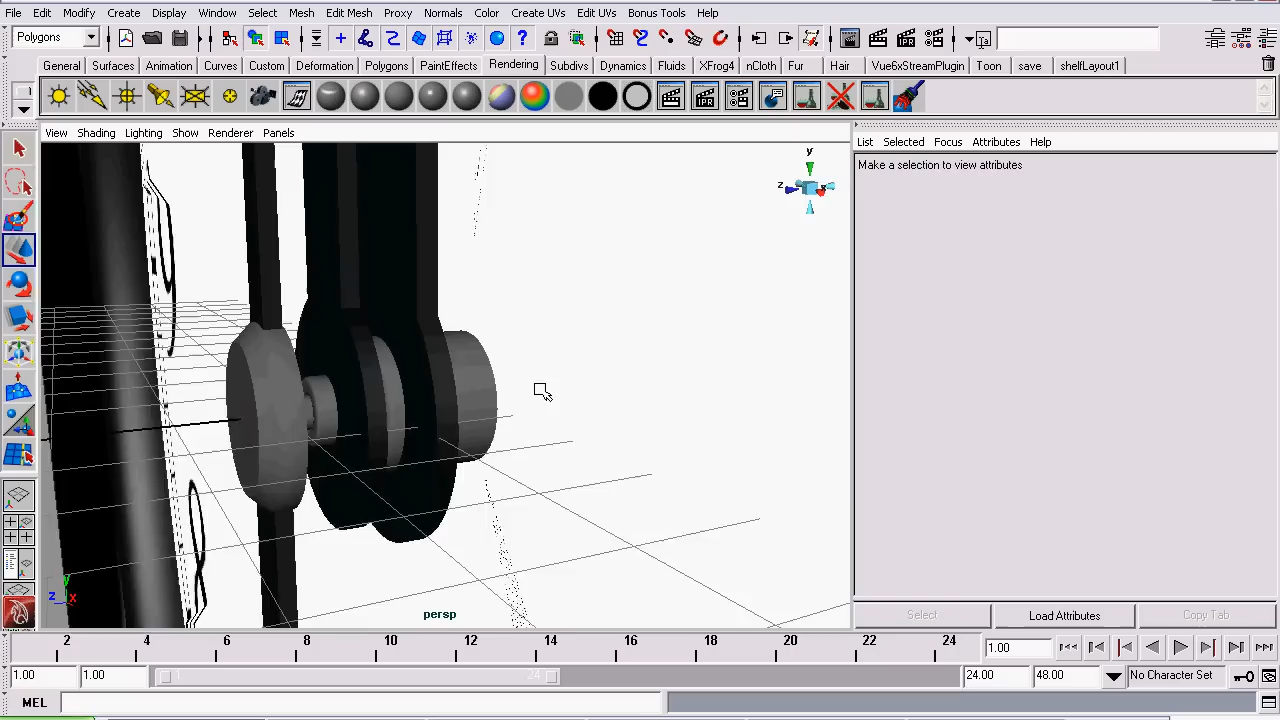 File Edit Modify Create Display Window Select Mesh Edit Mesh Proxy Normals Color Create UVs Edit UVs Bonus Tools Help
Polygons
General Surfaces Animation Curves Custom Deformation Polygons PaintEffects Rendering Subdivs Dynamics Fluids XFrog4 nCloth Fur Hair Vue6xStreamPlugin Toon save shelfLayout1
IPR
View Shading Lighting Show Renderer Panels
List Selected Focus Attributes Help
Make a selection to view attributes
y
z
y
z x
persp
Select Load Attributes Copy Tab
2 4 6 8 10 12 14 16 18 20 22 24
1.00
1.00 1.00 1 24 24.00 48.00 No Character Set
MEL